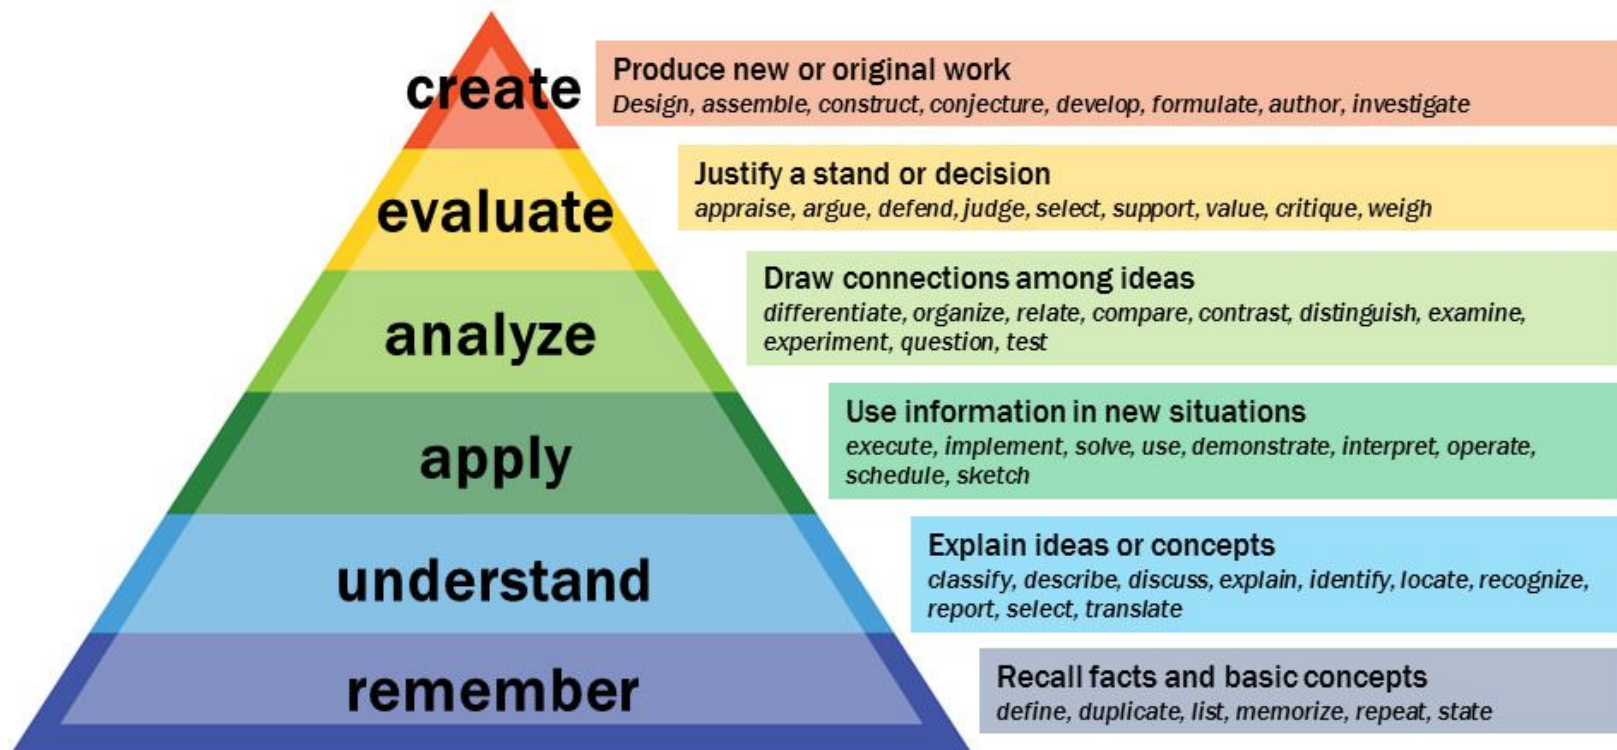 create
Produce new or original work
Design, assemble, construct, conjecture, develop, formulate, author, investigate
evaluate
Justify a stand or decision
appraise, argue, defend, judge, select, support, value, critique, weigh
analyze
Draw connections among ideas
differentiate, organize, relate, compare, contrast, distinguish, examine,
experiment, question, test
apply
Use information in new situations
execute, implement, solve, use, demonstrate, interpret, operate,
schedule, sketch
understand
Explain ideas or concepts
classify, describe, discuss, explain, identify, locate, recognize,
report, select, translate
remember
Recall facts and basic concepts
define, duplicate, list, memorize, repeat, state